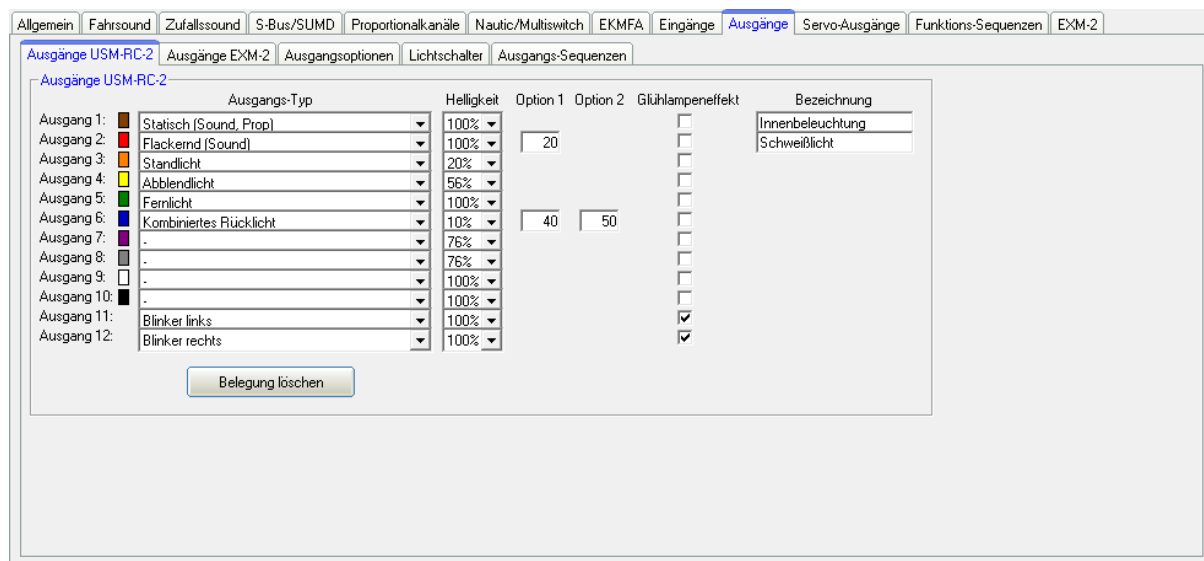 Allgemein Fahrsound Zufallssound S-Bus/SUMD Proportionalkanäle Nautic/Multiswitch EKMFA Eingänge Ausgänge Servo-Ausgänge Funktions-Sequenzen EXM-2
Ausgänge USM-RC-2 Ausgänge EXM-2 Ausgangsoptionen Lichtschalter Ausgangs-Sequenzen
Ausgänge USM-RC-2
Ausgangs-Typ Helligkeit Option 1 Option 2 Glühlampeneffekt Bezeichnung
Ausgang 1: Statisch (Sound, Prop) 100% Innenbeleuchtung
Ausgang 2: Flackernd (Sound) 100% 20 Schweißlicht
Ausgang 3: Standlicht 20%
Ausgang 4: Abblendlicht 56%
Ausgang 5: Fernlicht 100%
Ausgang 6: Kombiniertes Rücklicht 10% 40 50
Ausgang 7: - 76%
Ausgang 8: - 76%
Ausgang 9: - 100%
Ausgang 10: - 100%
Ausgang 11: Blinker links 100%
Ausgang 12: Blinker rechts 100%
Belegung löschen